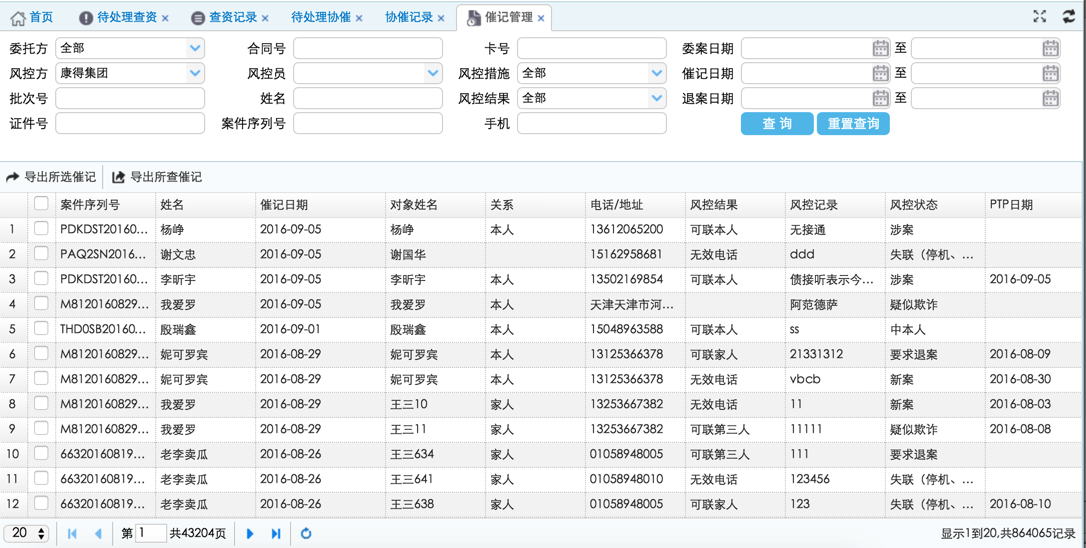 首页 待处理查资 × 查资记录 × 待处理协催 × 协催记录 × 催记管理 ×
委托方 全部 合同号 卡号 委案日期 至
风控方 康得集团 风控员 风控措施 全部 催记日期 至
批次号 姓名 风控结果 全部 退案日期 至
证件号 案件序列号 手机 查 询 重置查询
导出所选催记 导出所查催记
案件序列号 姓名 催记日期 对象姓名 关系 电话/地址 风控结果 风控记录 风控状态 PTP日期
1 PDKDST20160... 杨峥 2016-09-05 杨峥 本人 13612065200 可联本人 无接通 涉案
2 PAQ2SN2016... 谢文忠 2016-09-05 谢国华 15162958681 无效电话 ddd 失联（停机、...
3 PDKDST20160... 李昕宇 2016-09-05 李昕宇 本人 13502169854 可联本人 债接听表示今... 涉案 2016-09-05
4 M8120160829... 我爱罗 2016-09-05 我爱罗 本人 天津天津市河... 阿范德萨 疑似欺诈
5 THD0SB20160... 殷瑞鑫 2016-09-01 殷瑞鑫 本人 15048963588 可联本人 ss 中本人
6 M8120160829... 妮可罗宾 2016-08-29 妮可罗宾 本人 13125366378 可联家人 21331312 要求退案 2016-08-09
7 M8120160829... 妮可罗宾 2016-08-29 妮可罗宾 本人 13125366378 无效电话 vbcb 新案 2016-08-30
8 M8120160829... 我爱罗 2016-08-29 王三10 家人 13253667382 无效电话 11 新案 2016-08-03
9 M8120160829... 我爱罗 2016-08-29 王三11 家人 13253667382 可联第三人 11111 疑似欺诈 2016-08-08
10 66320160819... 老李卖瓜 2016-08-26 王三634 家人 01058948005 可联第三人 111 要求退案
11 66320160819... 老李卖瓜 2016-08-26 王三641 家人 01058948010 无效电话 123456 失联（停机、...
12 66320160819... 老李卖瓜 2016-08-26 王三638 家人 01058948005 可联家人 123 失联（停机、... 2016-08-10
20 第 1 共43204页 显示1到20,共864065记录